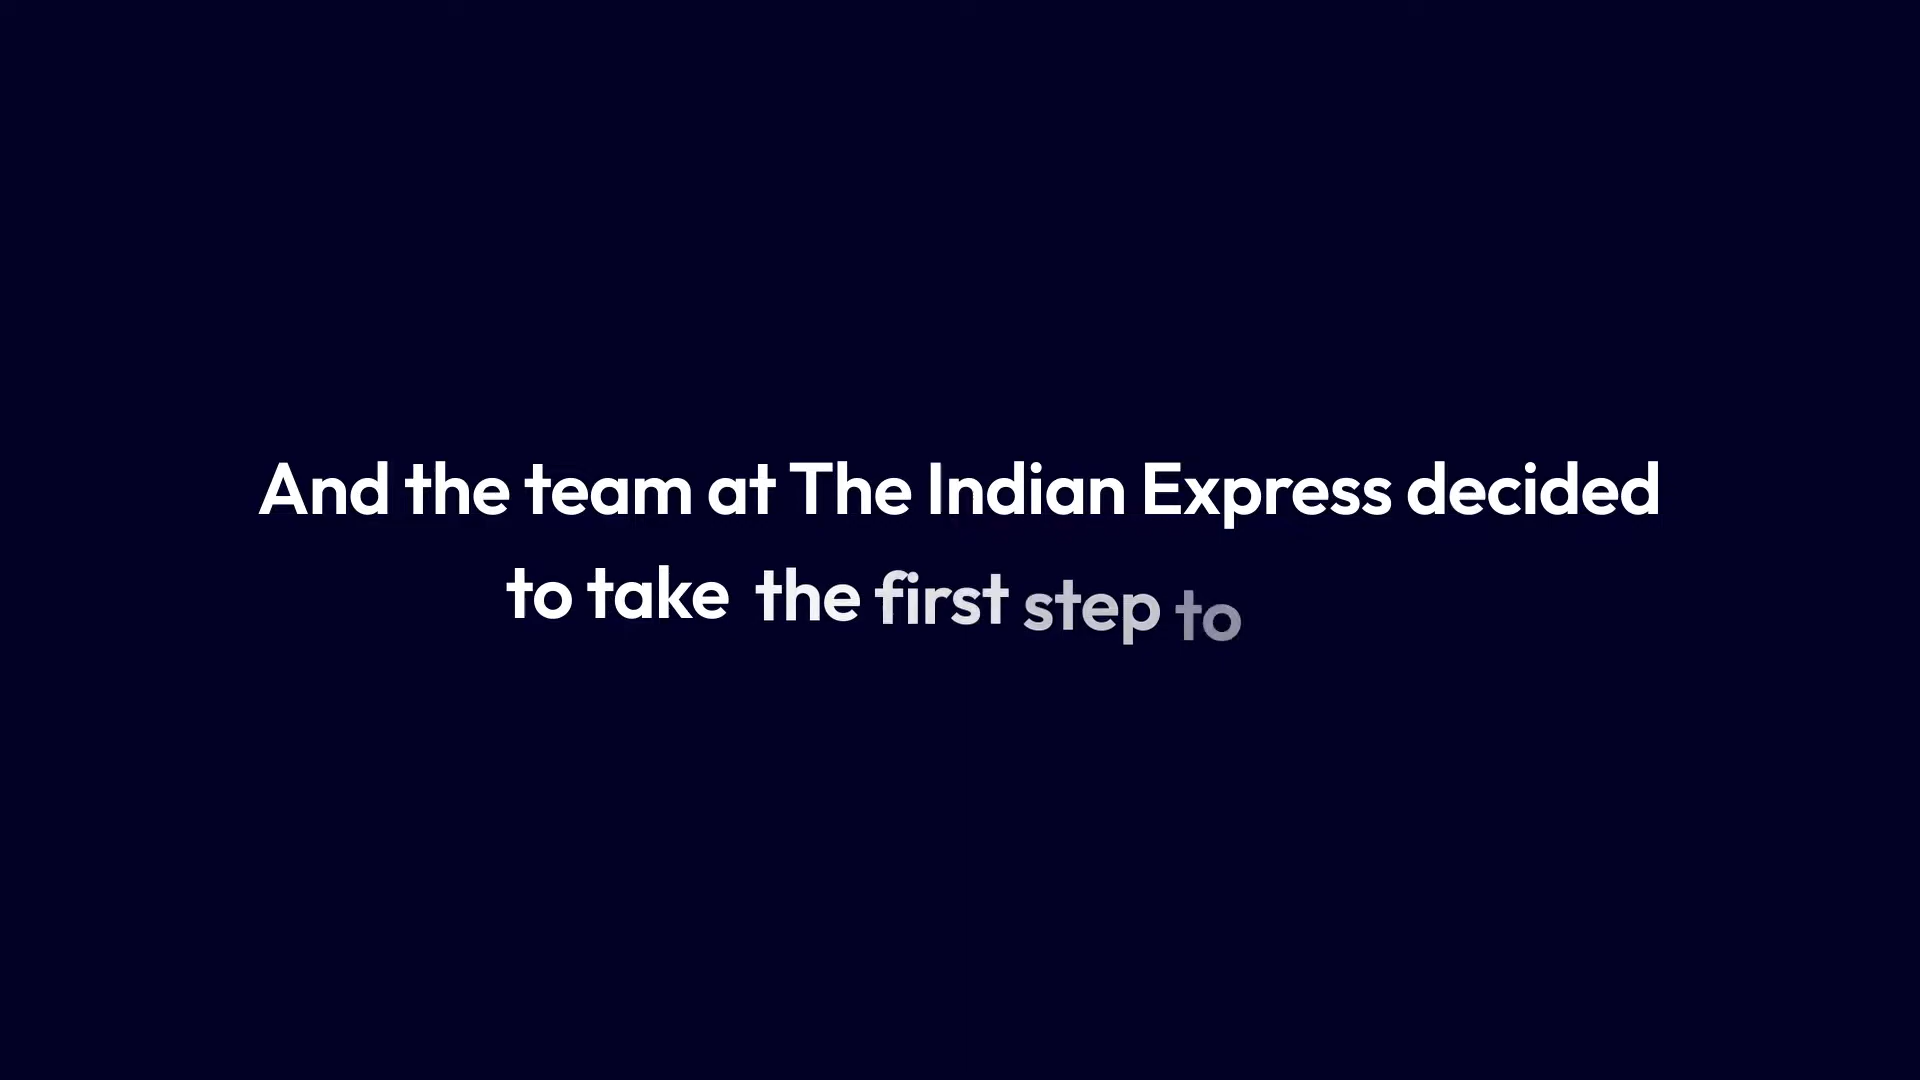 And the team at The Indian Express decided
to take the first step to